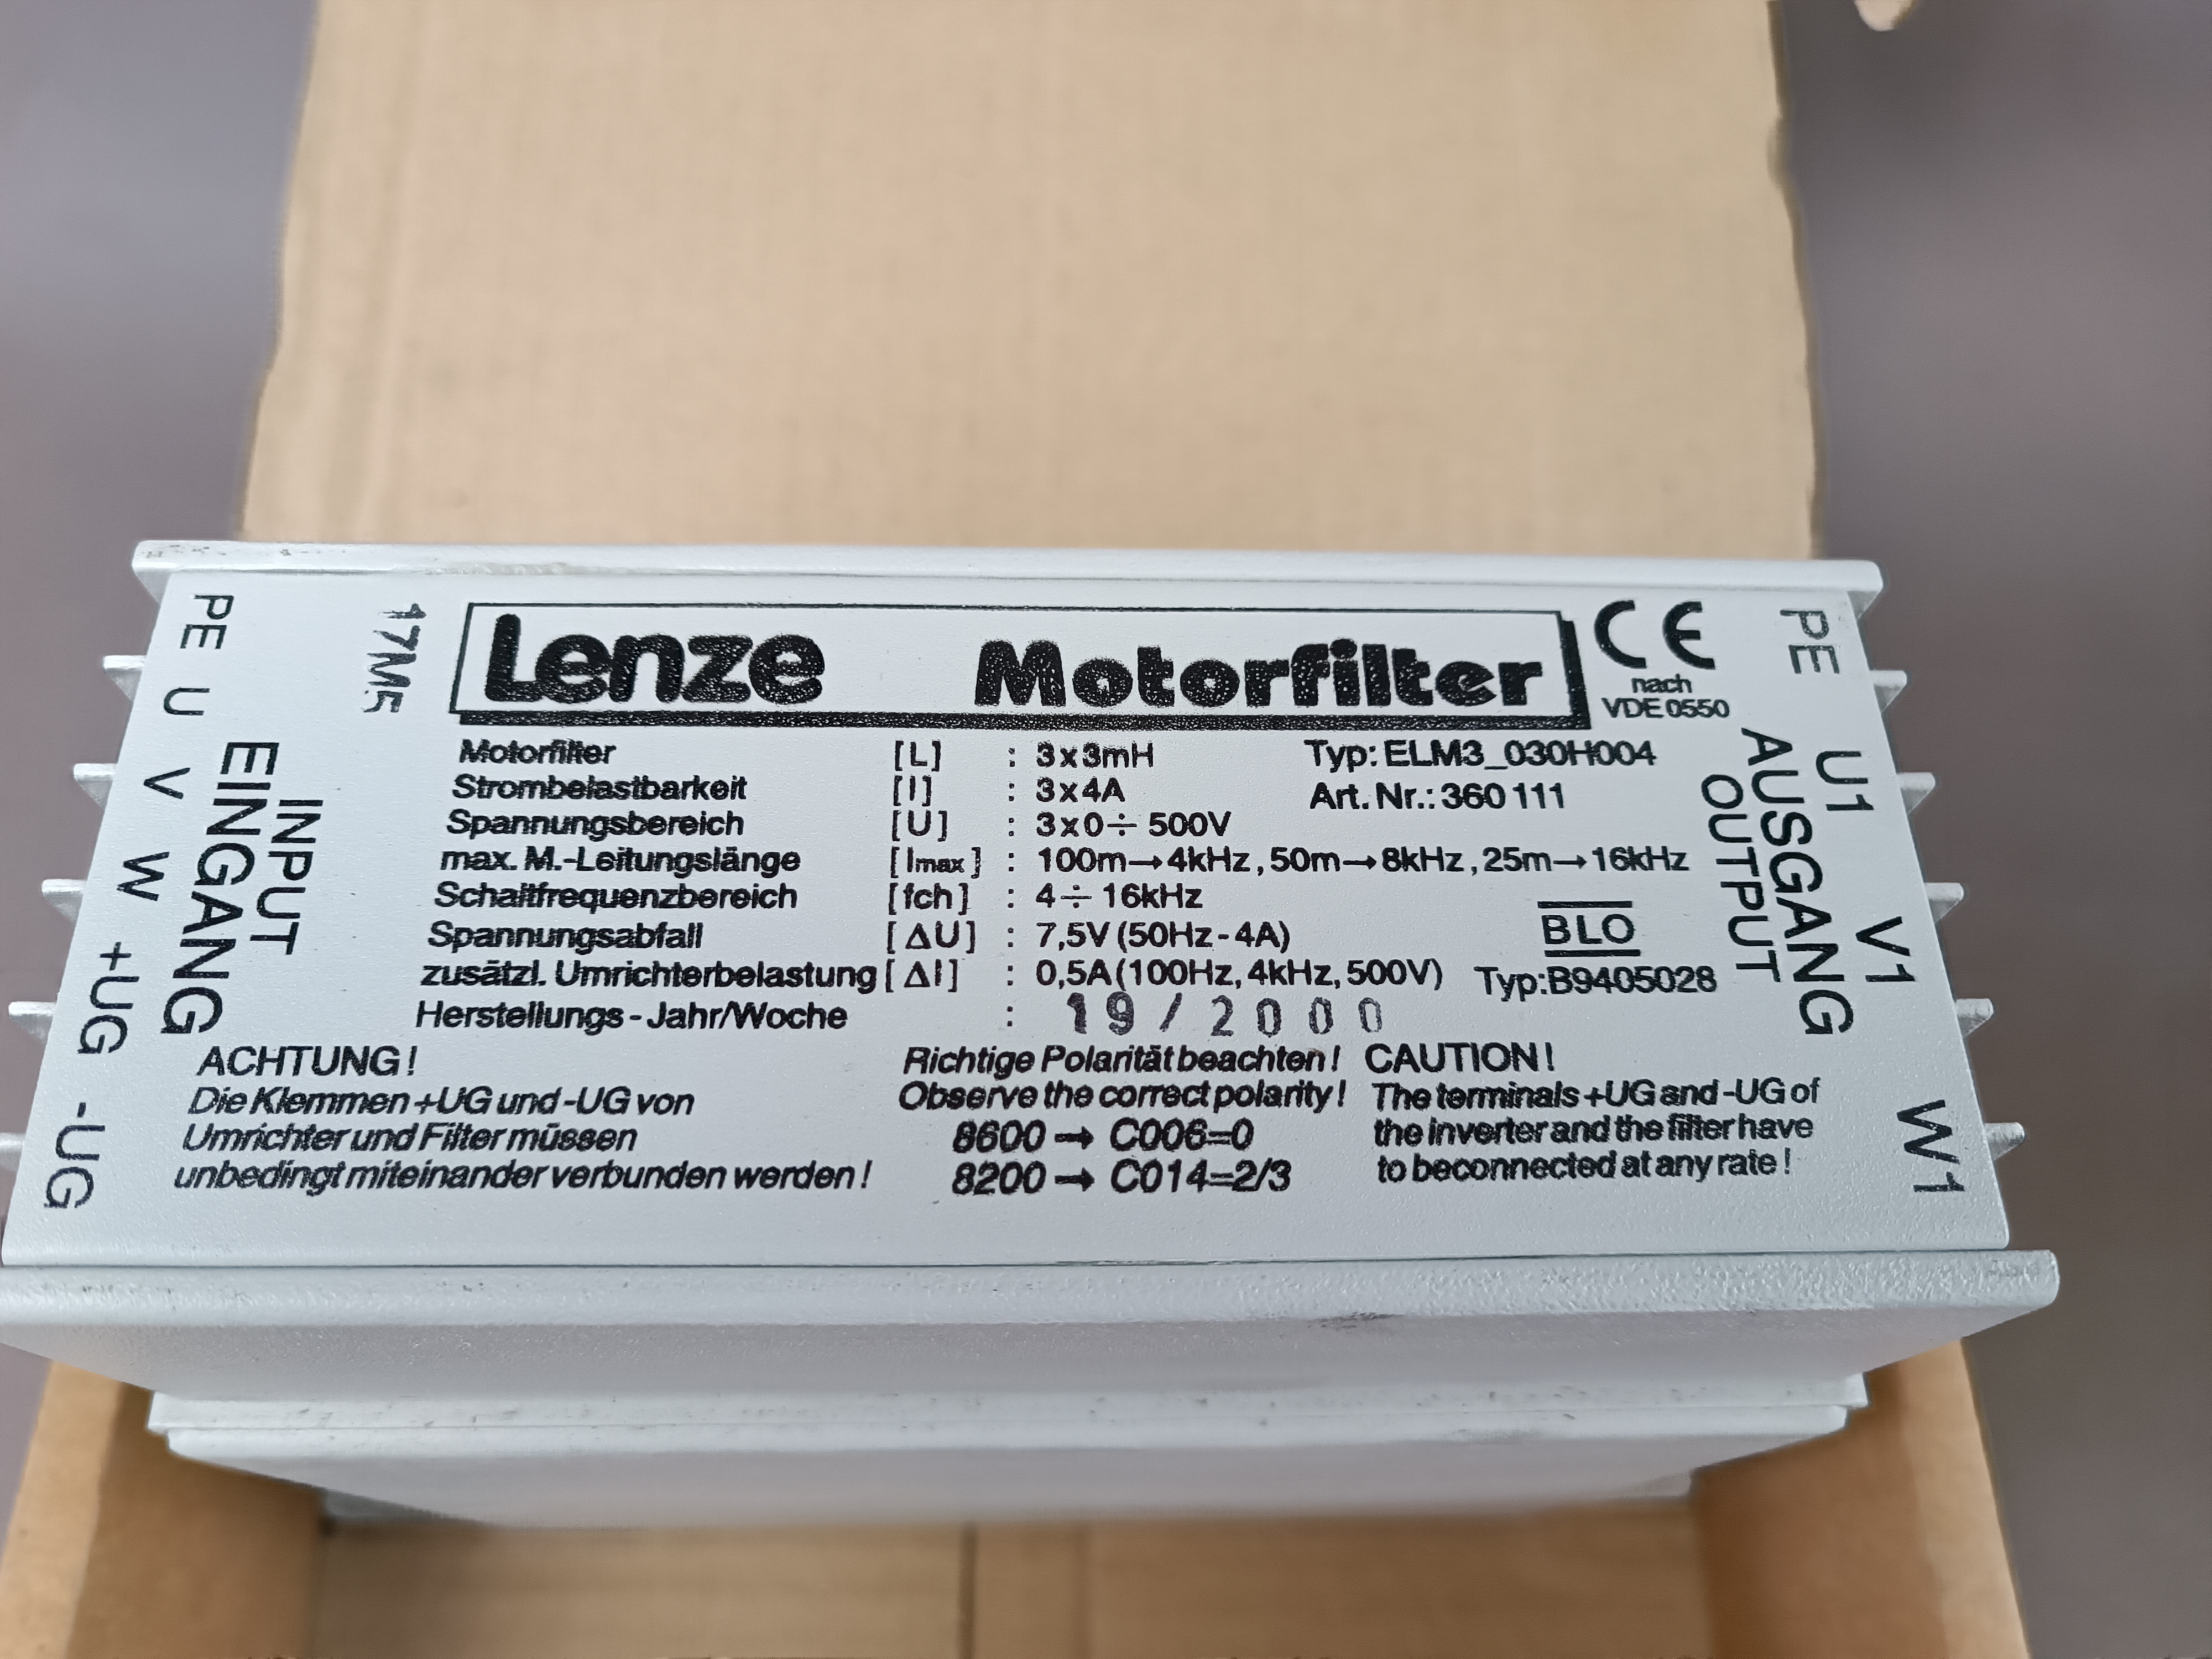 PE U V W +UG -UG
EINGANG
INPUT
17M5
Lenze Motorfilter
CE
nach
VDE 0550
Motorfilter [L] : 3x3mH Typ: ELM3_030H004
Strombelastbarkeit [I] : 3x4A Art. Nr.: 360 111
Spannungsbereich [U] : 3x0÷500V
max. M.-Leitungslänge [lmax] : 100m→4kHz, 50m→8kHz, 25m→16kHz
Schaltfrequenzbereich [fch] : 4÷16kHz
Spannungsabfall [ΔU] : 7,5V (50Hz-4A)
zusätzl. Umrichterbelastung [ΔI] : 0,5A (100Hz, 4kHz, 500V)
Herstellungs-Jahr/Woche : 19/2000
BLO
Typ:B9405028
ACHTUNG!
Die Klemmen +UG und -UG von
Umrichter und Filter müssen
unbedingt miteinander verbunden werden!
Richtige Polarität beachten!
Observe the correct polarity!
8600 → C006=0
8200 → C014=2/3
CAUTION!
The terminals +UG and -UG of
the inverter and the filter have
to beconnected at any rate!
PE U1 V1 W1
AUSGANG
OUTPUT